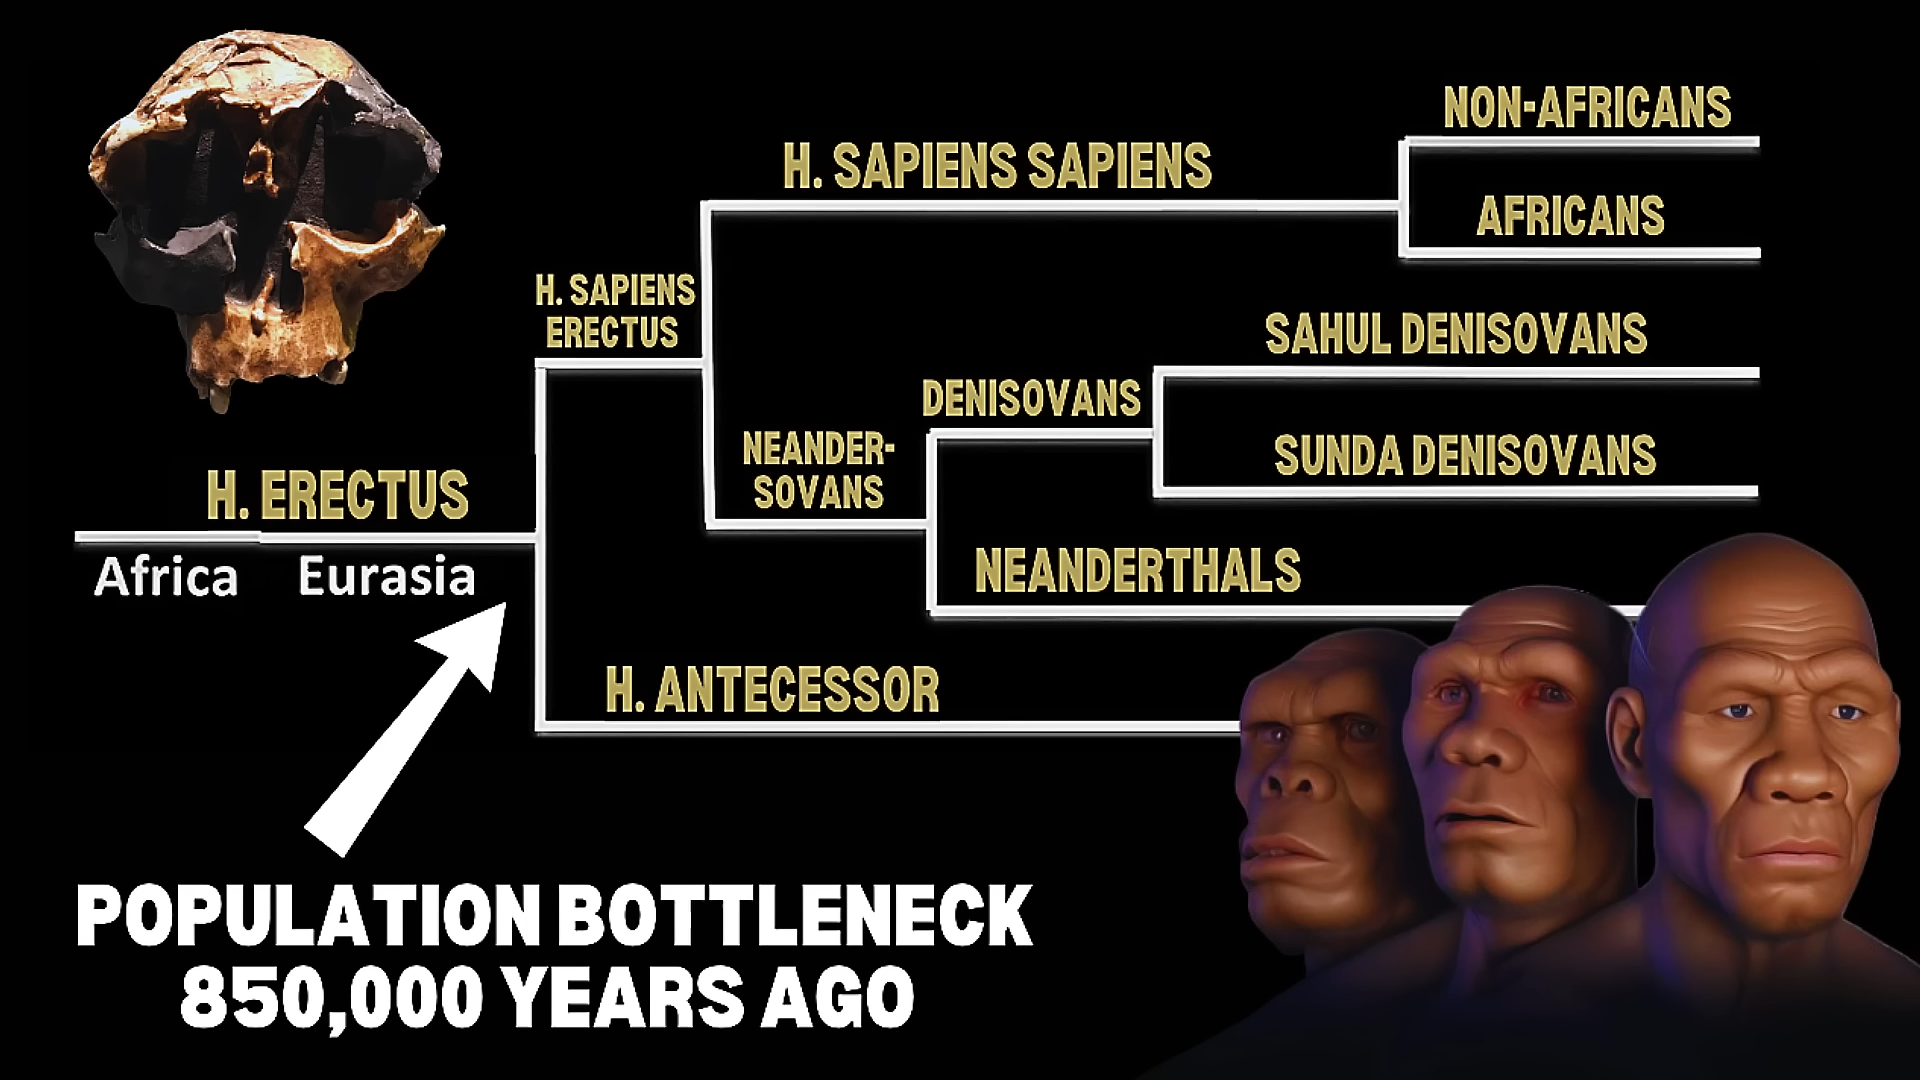 NON-AFRICANS
H. SAPIENS SAPIENS
AFRICANS
H. SAPIENS
ERECTUS
SAHUL DENISOVANS
DENISOVANS
NEANDER-
SOVANS
SUNDA DENISOVANS
H. ERECTUS
Africa Eurasia
NEANDERTHALS
H. ANTECESSOR
POPULATION BOTTLENECK
850,000 YEARS AGO